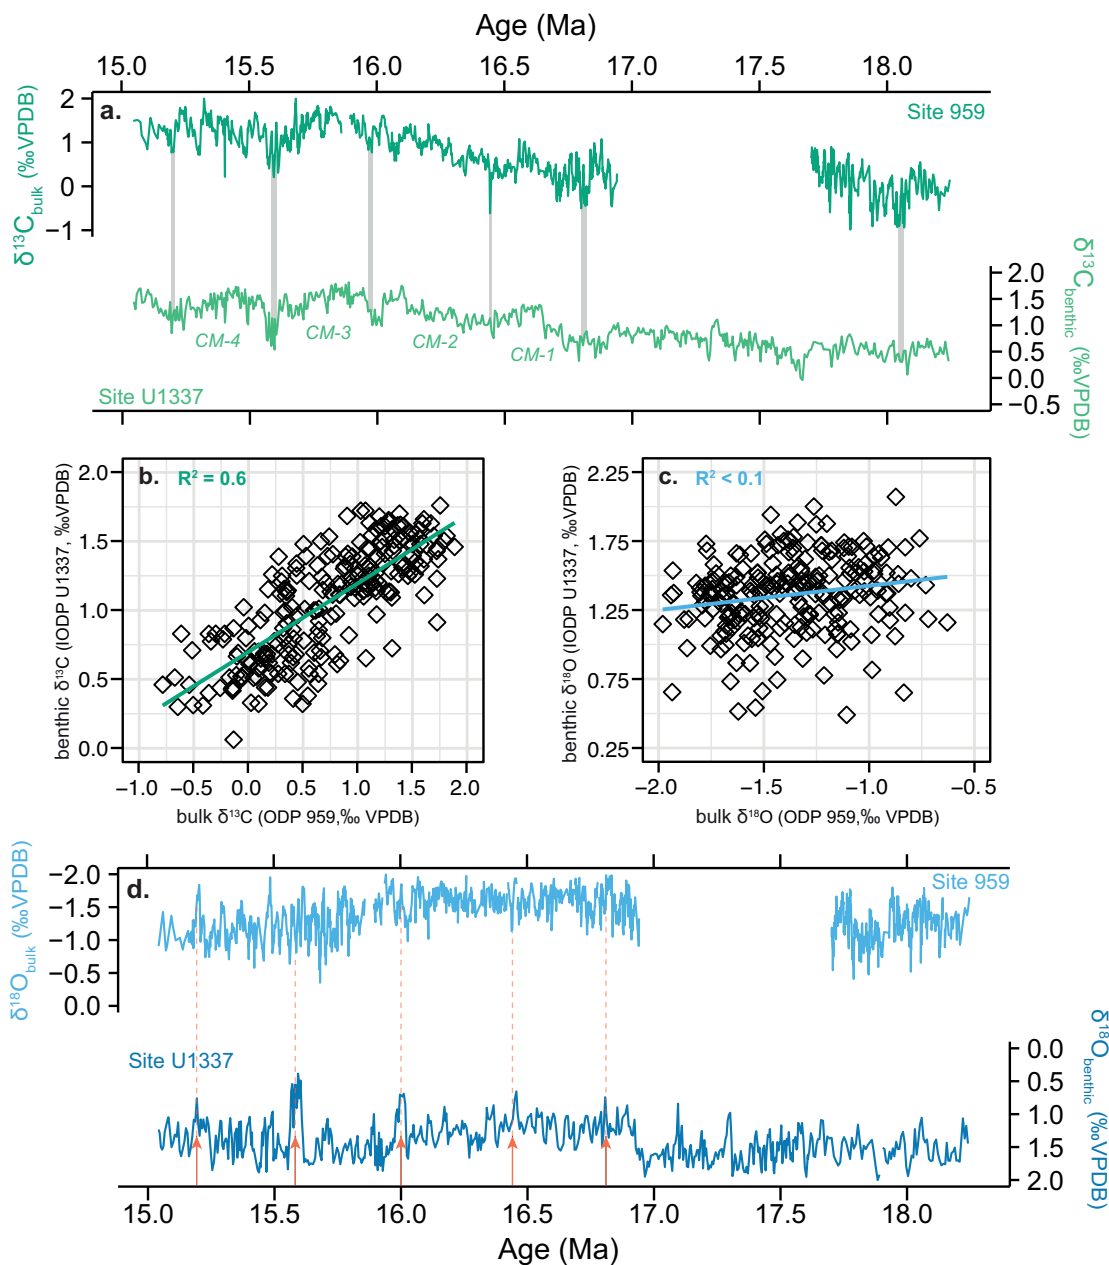 Age (Ma)
15.0 15.5 16.0 16.5 17.0 17.5 18.0
a.
Site 959
δ¹³C_bulk (‰VPDB)
2
1
0
−1
δ¹³C_benthic (‰VPDB)
2.0
1.5
1.0
0.5
0.0
−0.5
CM-4 CM-3 CM-2 CM-1
Site U1337
b. R² = 0.6
benthic δ¹³C (IODP U1337, ‰VPDB)
2.0
1.5
1.0
0.5
0.0
−1.0 −0.5 0.0 0.5 1.0 1.5 2.0
bulk δ¹³C (ODP 959,‰ VPDB)
c. R² < 0.1
benthic δ¹⁸O (IODP U1337, ‰VPDB)
2.25
1.75
1.25
0.75
0.25
−2.0 −1.5 −1.0 −0.5
bulk δ¹⁸O (ODP 959,‰ VPDB)
d.
Site 959
δ¹⁸O_bulk (‰VPDB)
−2.0
−1.5
−1.0
−0.5
0.0
Site U1337
δ¹⁸O_benthic (‰VPDB)
0.0
0.5
1.0
1.5
2.0
15.0 15.5 16.0 16.5 17.0 17.5 18.0
Age (Ma)